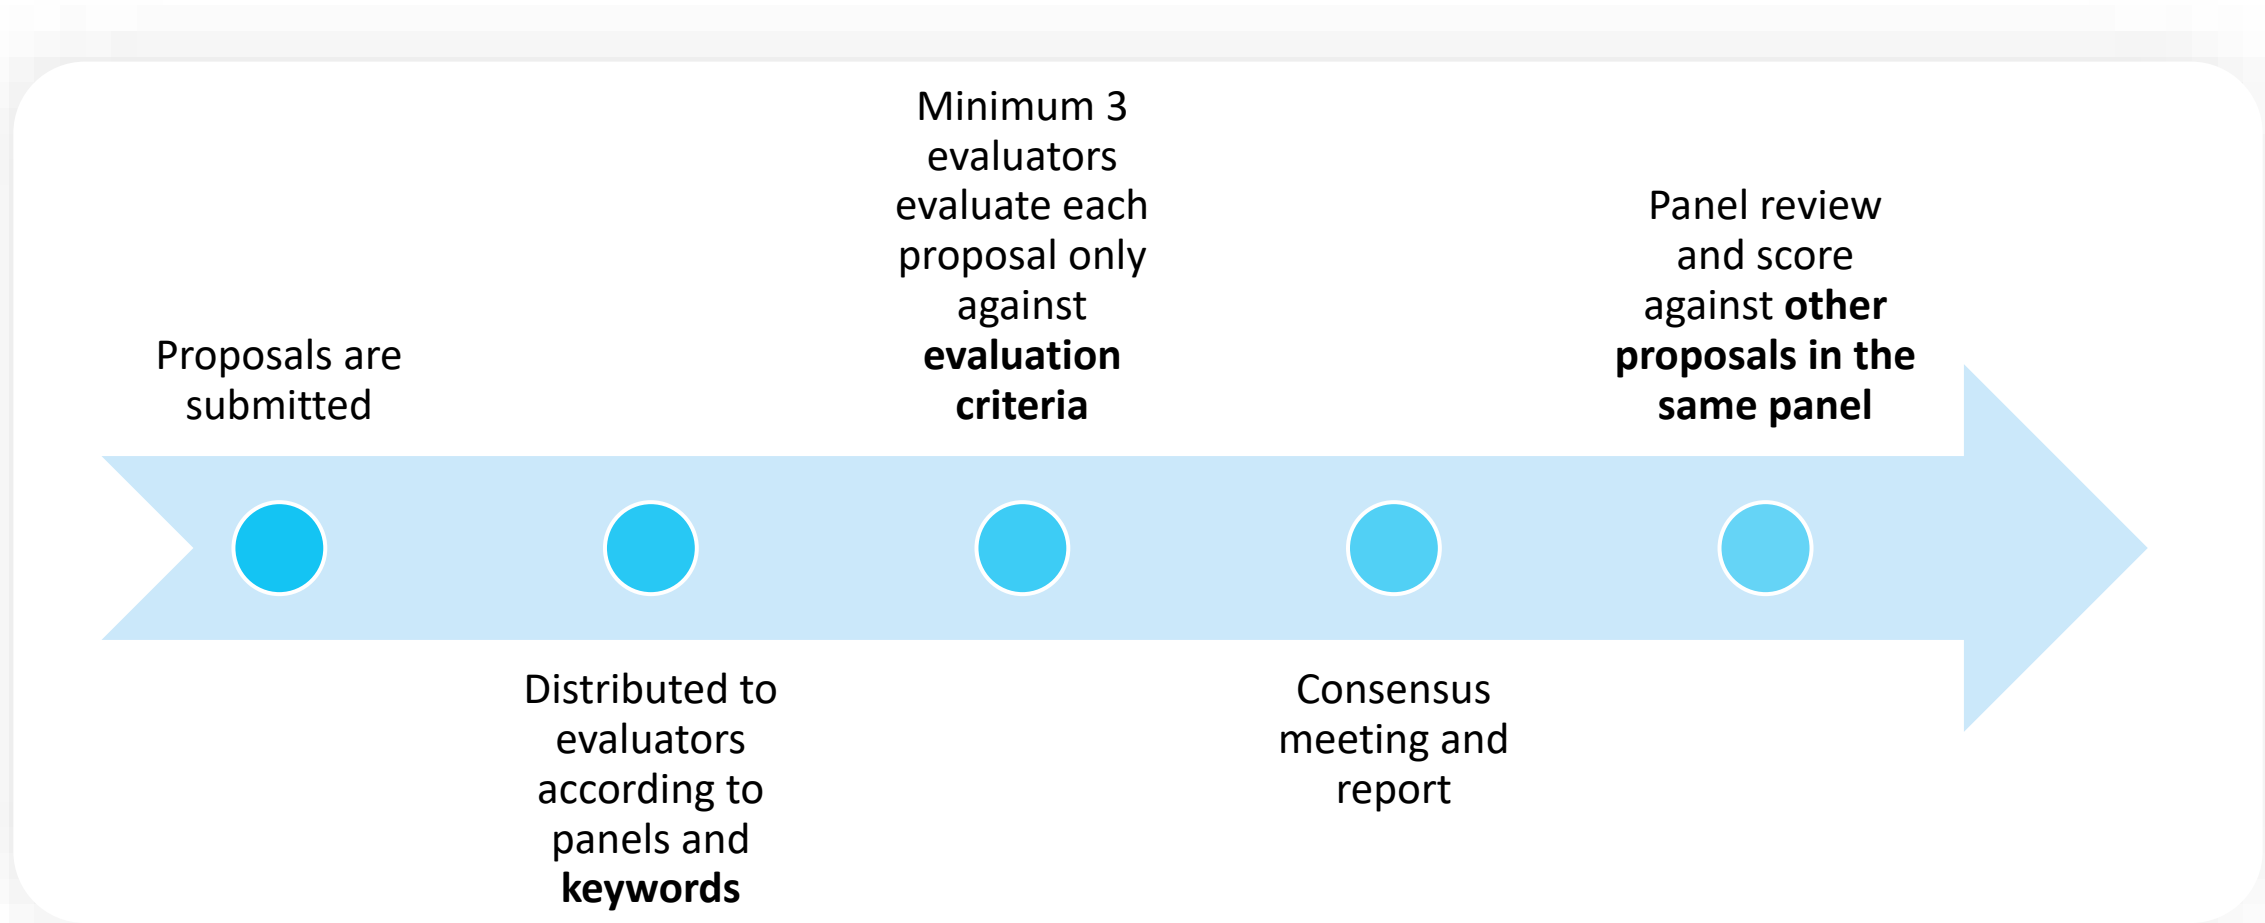 Proposals are
submitted
Distributed to
evaluators
according to
panels and
keywords
Minimum 3
evaluators
evaluate each
proposal only
against
evaluation
criteria
Consensus
meeting and
report
Panel review
and score
against other
proposals in the
same panel